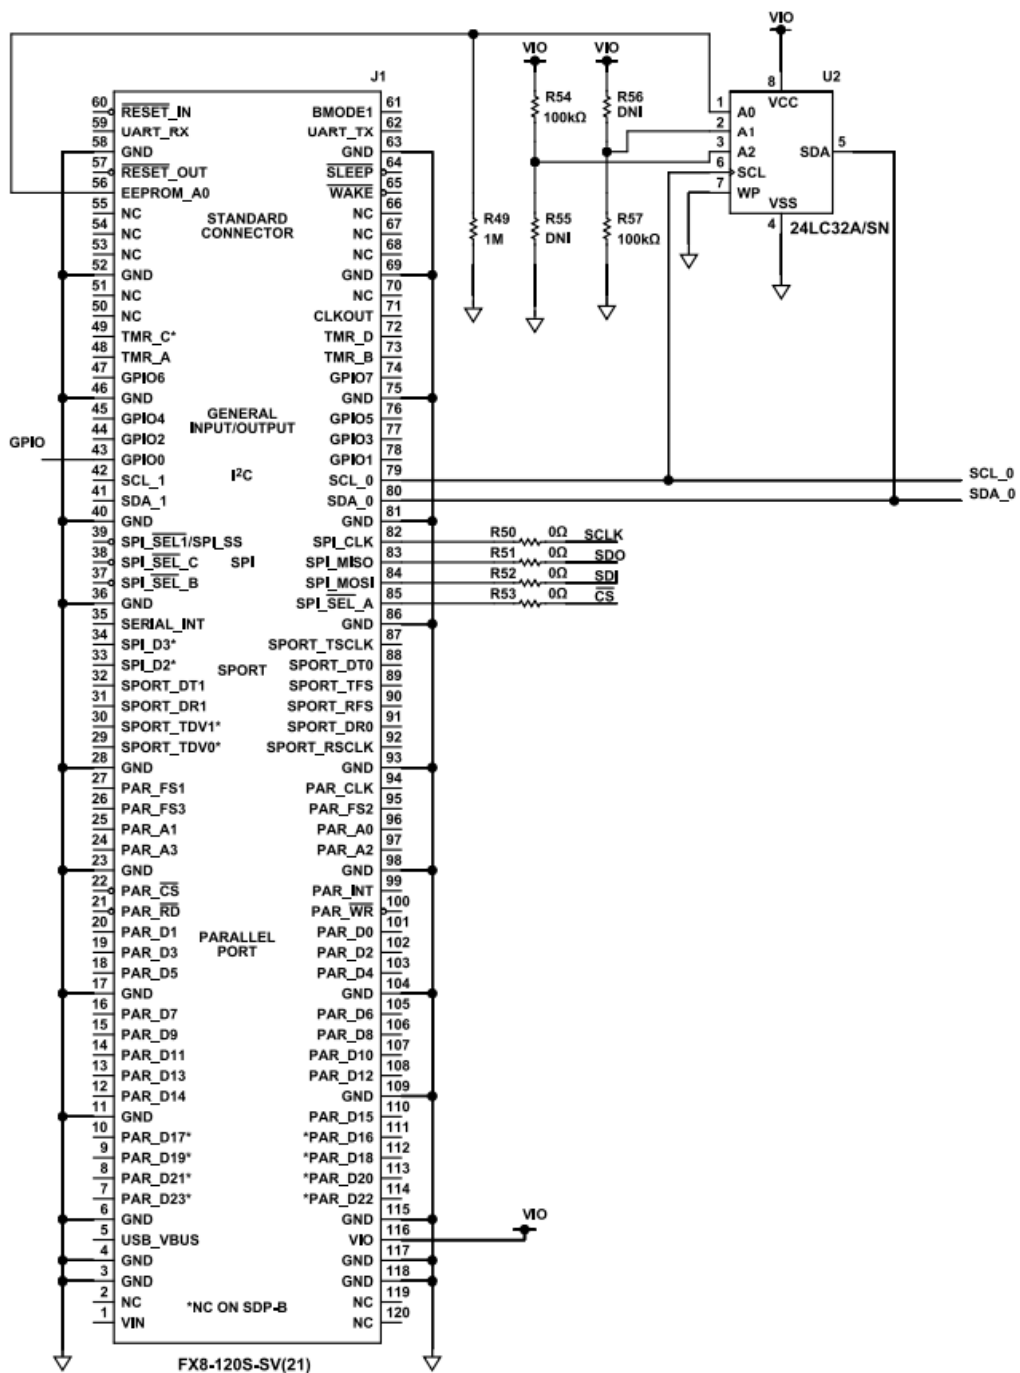 VIO
VIO
VIO
J1
U2
8
VCC
1 A0
2 A1
3 A2
6 SCL
7 WP
SDA 5
VSS
4
24LC32A/SN
R54
100kΩ
R56
DNI
R49
1M
R55
DNI
R57
100kΩ
60 RESET_IN BMODE1 61
59 UART_RX UART_TX 62
58 GND GND 63
57 RESET_OUT SLEEP 64
56 EEPROM_A0 WAKE 65
55 NC NC 66
STANDARD
CONNECTOR
54 NC NC 67
53 NC NC 68
52 GND GND 69
51 NC NC 70
50 NC CLKOUT 71
49 TMR_C* TMR_D 72
48 TMR_A TMR_B 73
47 GPIO6 GPIO7 74
46 GND GND 75
GENERAL
INPUT/OUTPUT
45 GPIO4 GPIO5 76
44 GPIO2 GPIO3 77
GPIO
43 GPIO0 GPIO1 78
I²C
42 SCL_1 SCL_0 79 SCL_0
41 SDA_1 SDA_0 80 SDA_0
40 GND GND 81
39 SPI_SEL1/SPI_SS SPI_CLK 82 R50 0Ω SCLK
38 SPI_SEL_C SPI SPI_MISO 83 R51 0Ω SDO
37 SPI_SEL_B SPI_MOSI 84 R52 0Ω SDI
36 GND SPI_SEL_A 85 R53 0Ω CS
35 SERIAL_INT GND 86
34 SPI_D3* SPORT_TSCLK 87
33 SPI_D2* SPORT SPORT_DT0 88
32 SPORT_DT1 SPORT_TFS 89
31 SPORT_DR1 SPORT_RFS 90
30 SPORT_TDV1* SPORT_DR0 91
29 SPORT_TDV0* SPORT_RSCLK 92
28 GND GND 93
27 PAR_FS1 PAR_CLK 94
26 PAR_FS3 PAR_FS2 95
25 PAR_A1 PAR_A0 96
24 PAR_A3 PAR_A2 97
23 GND GND 98
22 PAR_CS PAR_INT 99
21 PAR_RD PAR_WR 100
20 PAR_D1 PAR_D0 101
PARALLEL
PORT
19 PAR_D3 PAR_D2 102
18 PAR_D5 PAR_D4 103
17 GND GND 104
16 PAR_D7 PAR_D6 105
15 PAR_D9 PAR_D8 106
14 PAR_D11 PAR_D10 107
13 PAR_D13 PAR_D12 108
12 PAR_D14 GND 109
11 GND PAR_D15 110
10 PAR_D17* *PAR_D16 111
9 PAR_D19* *PAR_D18 112
8 PAR_D21* *PAR_D20 113
7 PAR_D23* *PAR_D22 114
6 GND GND 115
5 USB_VBUS VIO 116 VIO
4 GND GND 117
3 GND GND 118
2 NC *NC ON SDP-B NC 119
1 VIN NC 120
FX8-120S-SV(21)